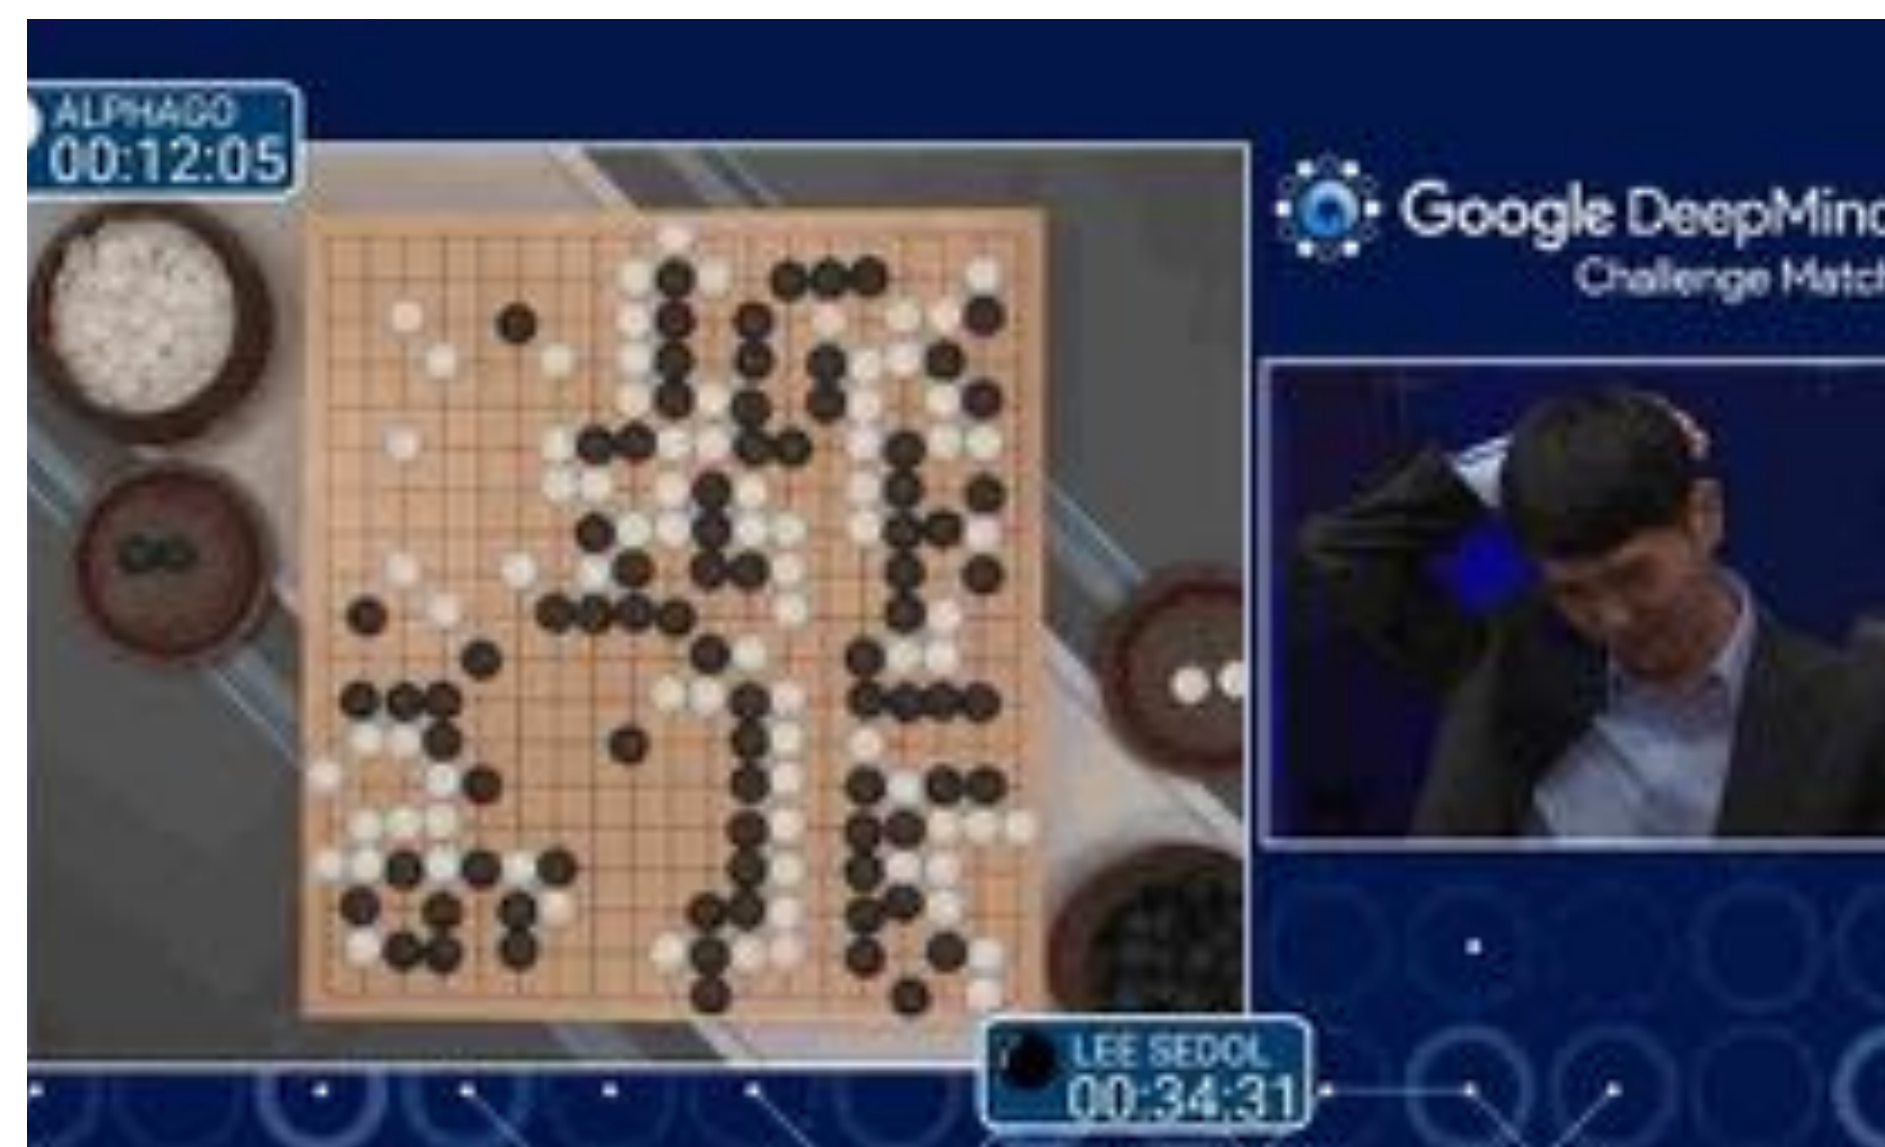 ALPHAGO
00:12:05
Google DeepMind
Challenge Match
LEE SEDOL
00:34:31